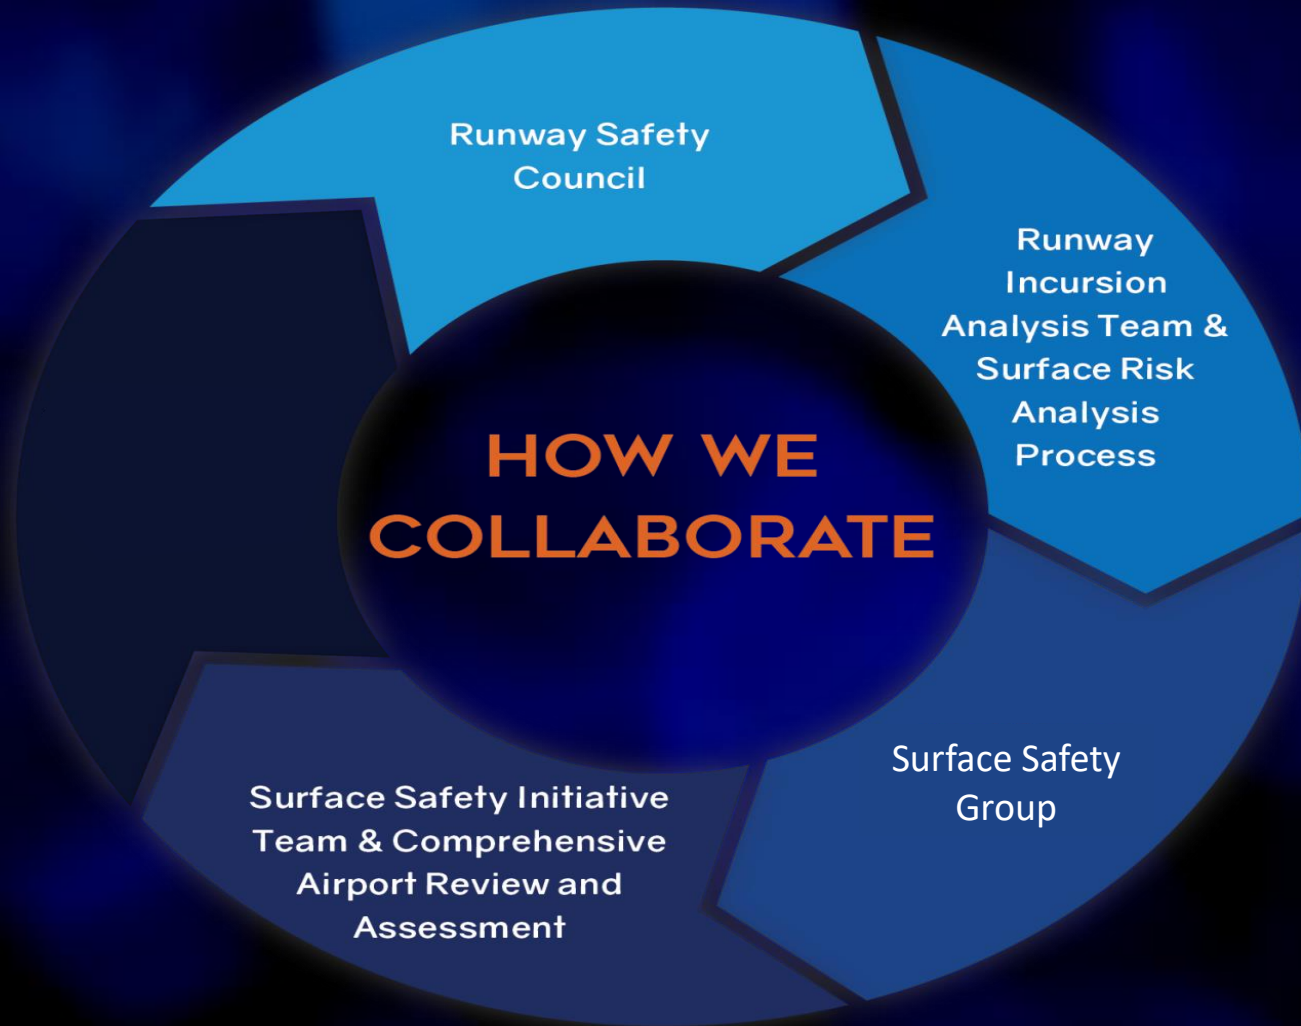 Runway Safety
Council
Runway
Incursion
Analysis Team &
Surface Risk
Analysis
Process
HOW WE
COLLABORATE
Surface Safety
Group
Surface Safety Initiative
Team & Comprehensive
Airport Review and
Assessment